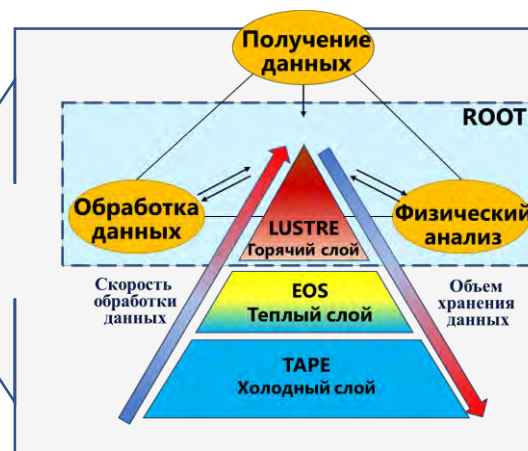 Получение
данных
ROOT
Обработка
данных
Физический
анализ
LUSTRE
Горячий слой
Скорость
обработки
данных
EOS
Теплый слой
Объем
хранения
данных
TAPE
Холодный слой